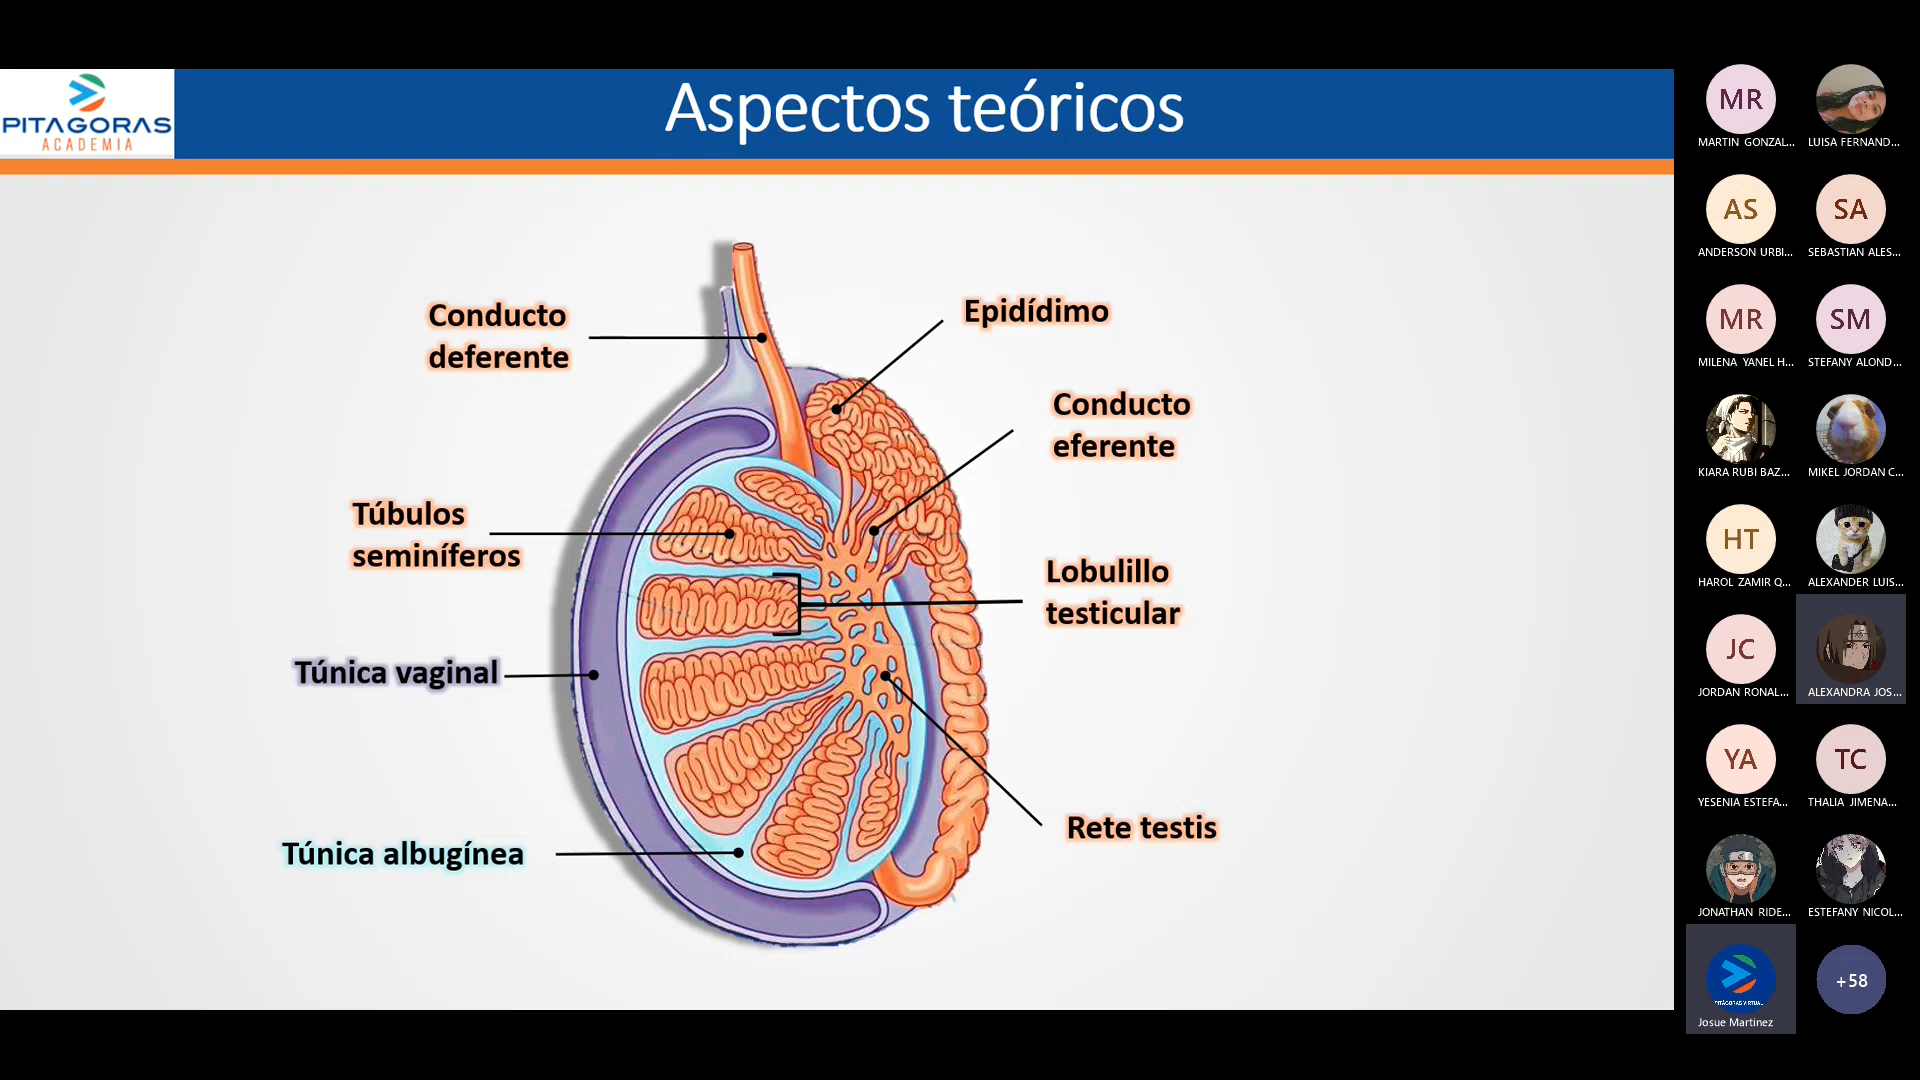 PITAGORAS
ACADEMIA
Aspectos teóricos
Conducto
deferente
Epidídimo
Conducto
eferente
Túbulos
seminíferos
Lobulillo
testicular
Túnica vaginal
Rete testis
Túnica albugínea
MR
MARTIN GONZAL...
LUISA FERNAND...
AS
ANDERSON URBI...
SA
SEBASTIAN ALES...
MR
MILENA YANEL H...
SM
STEFANY ALOND...
KIARA RUBI BAZ...
MIKEL JORDAN C...
HT
HAROL ZAMIR Q...
ALEXANDER LUIS...
JC
JORDAN RONAL...
ALEXANDRA JOS...
YA
YESENIA ESTEFA...
TC
THALIA JIMENA...
JONATHAN RIDE...
ESTEFANY NICOL...
PITÁGORAS VIRTUAL
Josue Martinez
+58